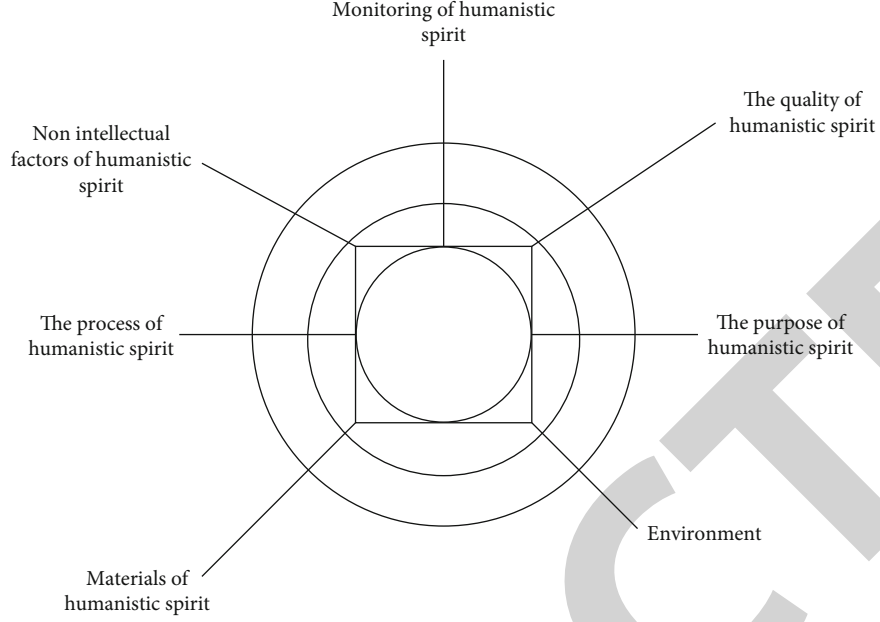 Monitoring of humanistic
spirit
The quality of
humanistic spirit
Non intellectual
factors of humanistic
spirit
The process of
humanistic spirit
The purpose of
humanistic spirit
Environment
Materials of
humanistic spirit